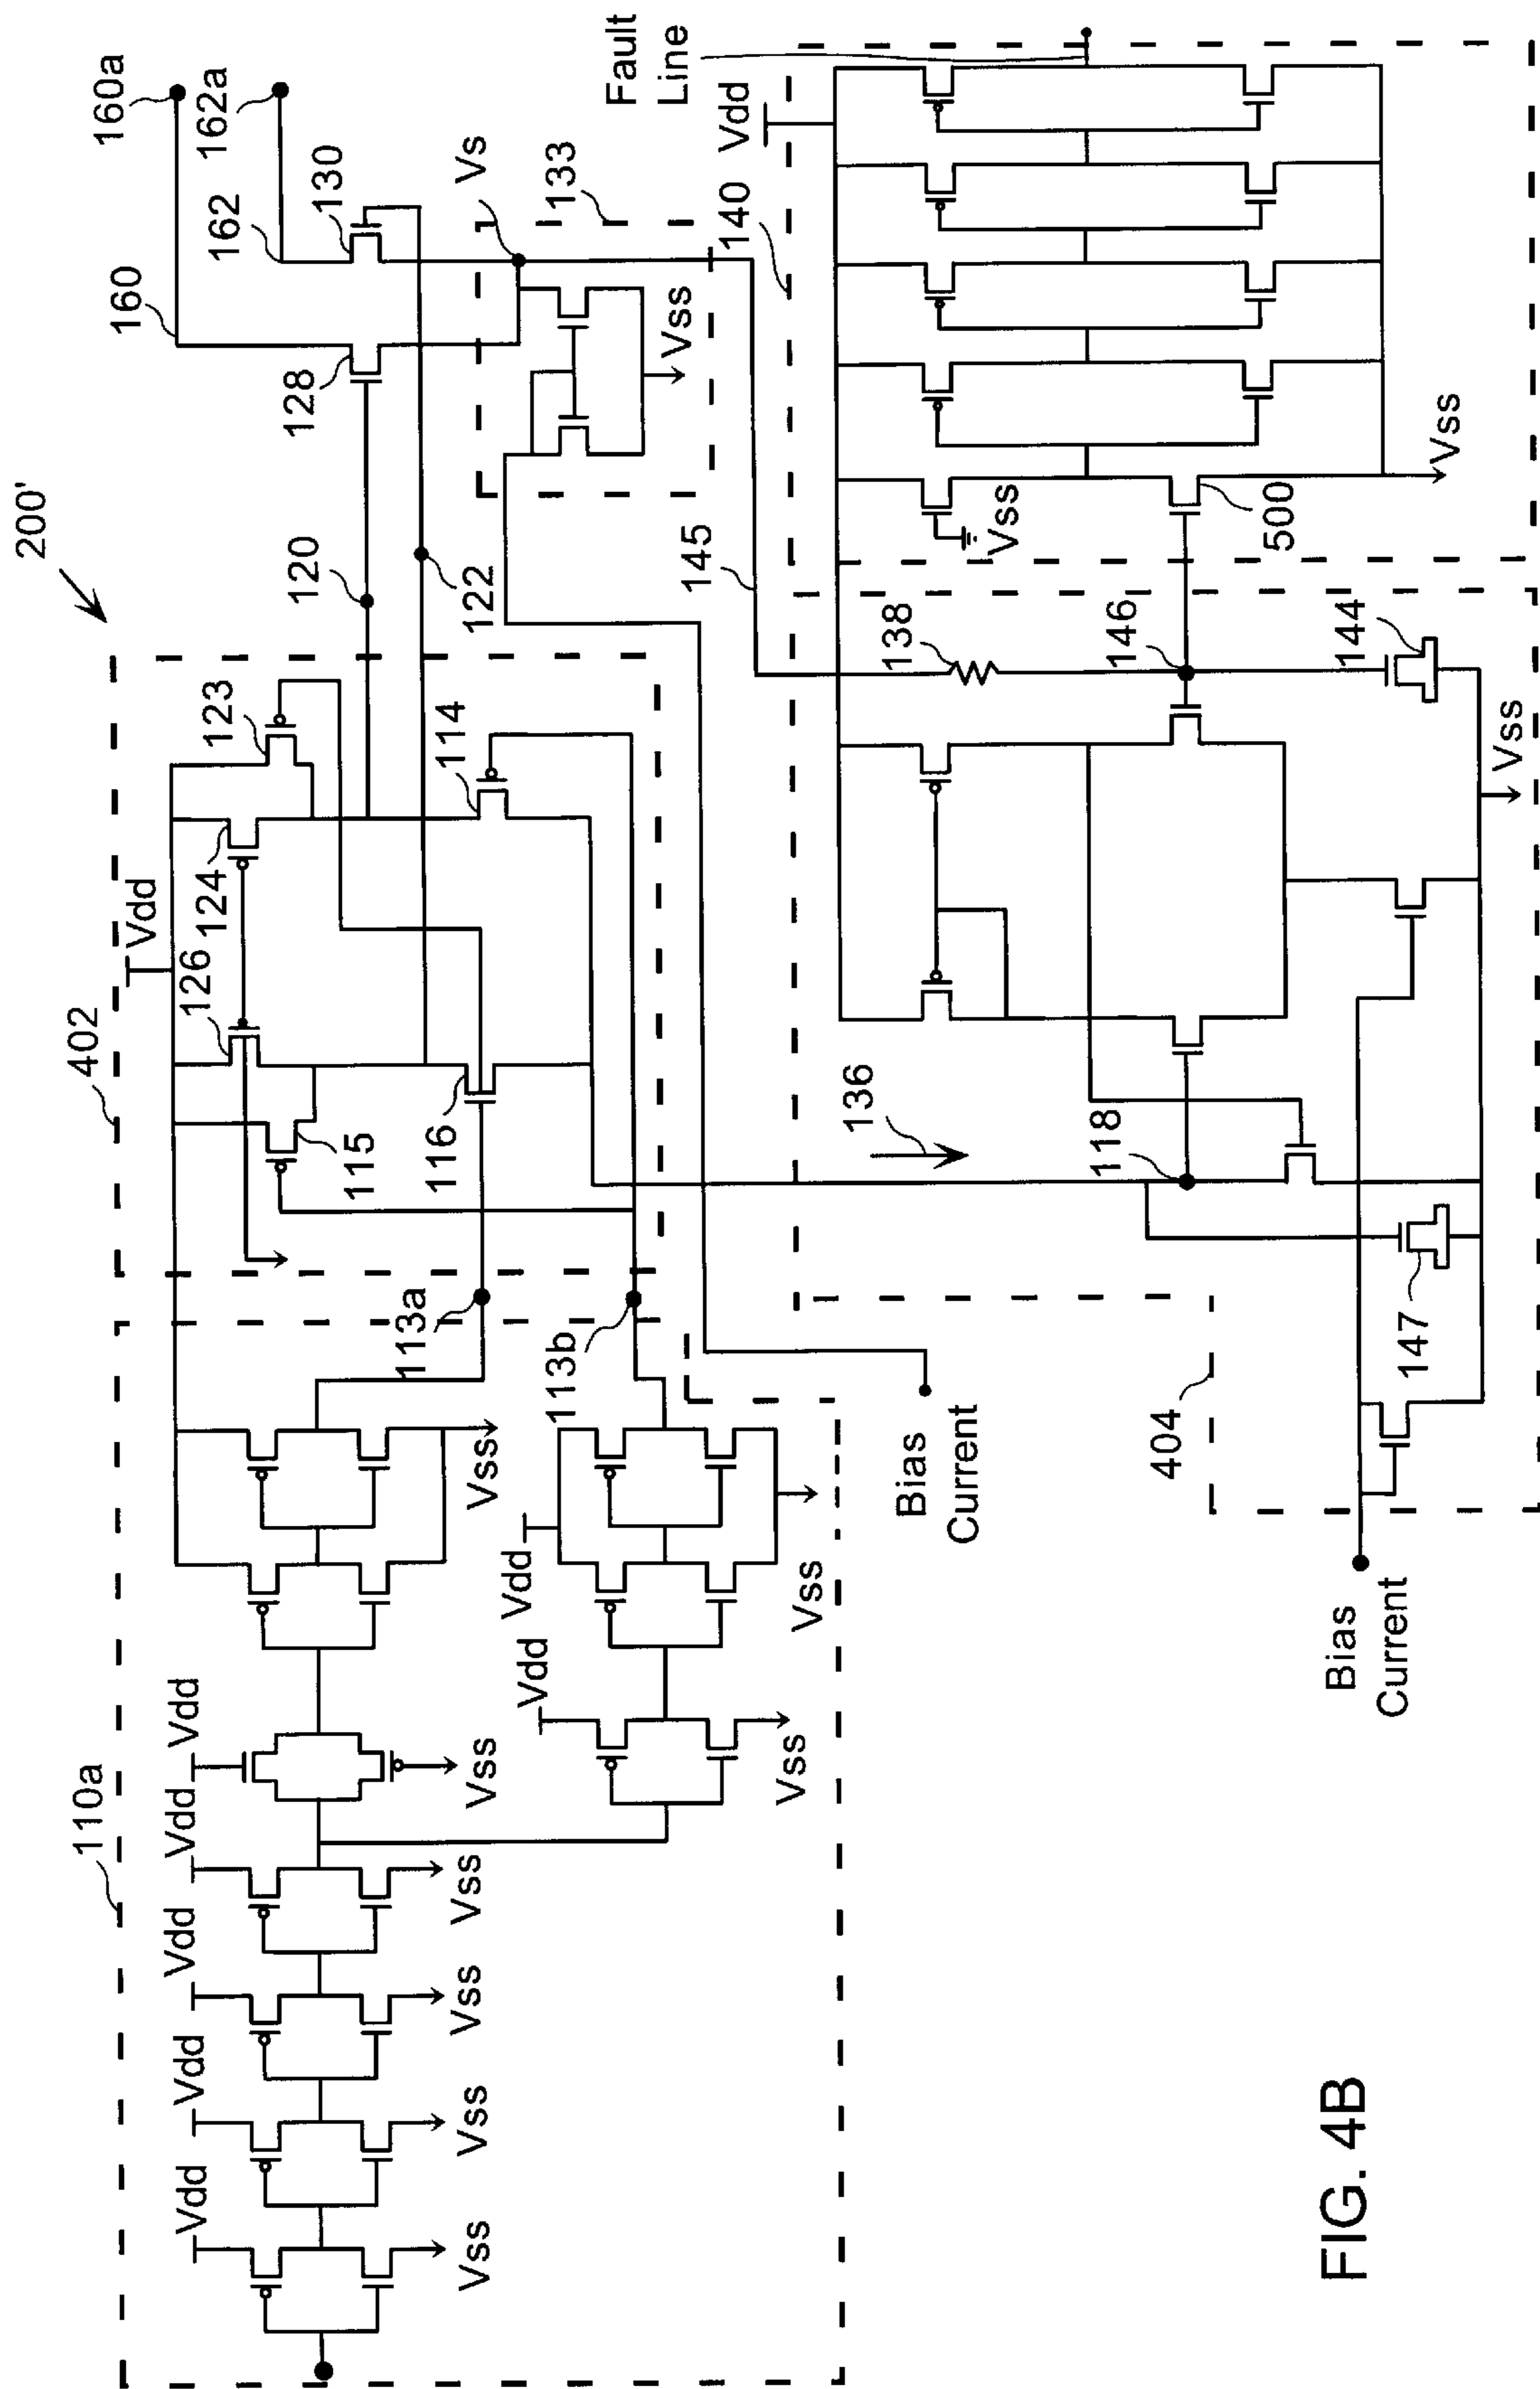 200'
160a
162a
160
162
130
128
Vs
133
Vss
120
122
402
Vdd
126
124
123
114
115
116
113a
113b
110a
Vdd
Vdd
Vdd
Vdd
Vdd
Vss
Vss
Vss
Vss
Vss
Vss
Vdd
Vdd
Vss
Vss
Bias
Current
145
140
Vdd
Fault
Line
Vss
500
Vss
138
146
144
136
118
147
404
Vss
Bias
Current
FIG. 4B